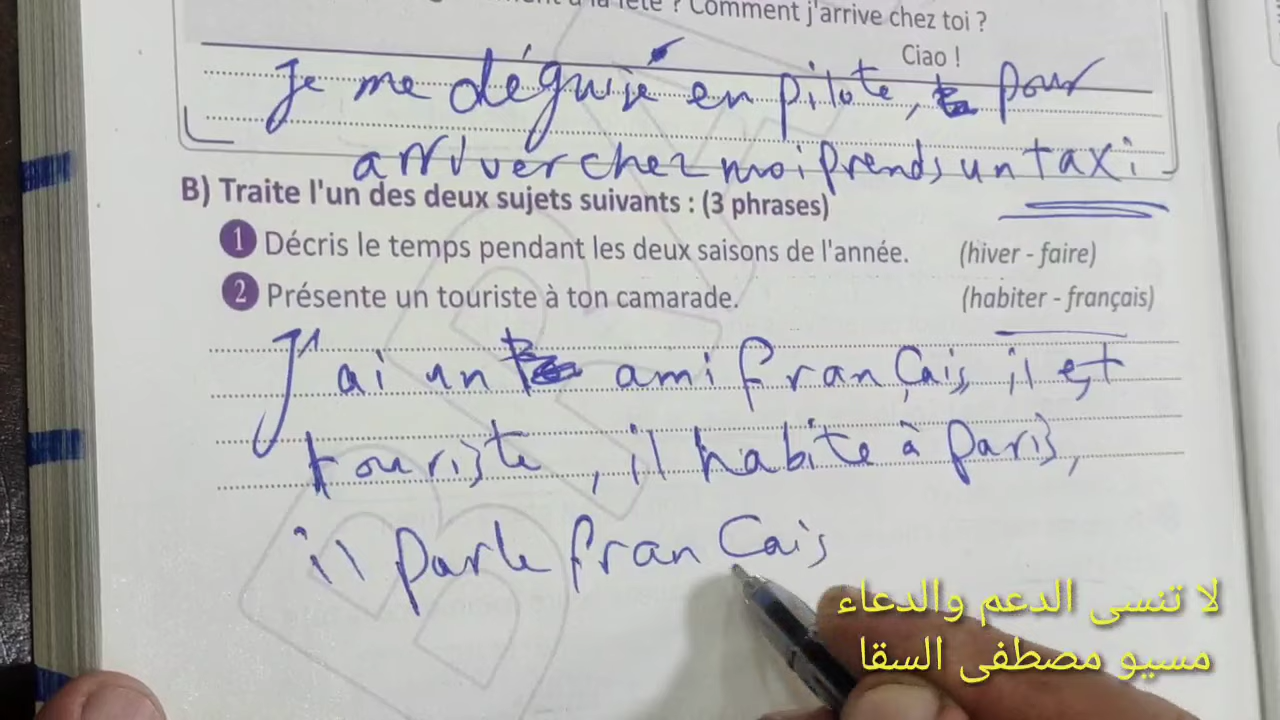 à la fête ? Comment j'arrive chez toi ?
Ciao !
Je me déguise en pilote, pour
arriver chez moi prends un taxi.
B) Traite l'un des deux sujets suivants : (3 phrases)
1 Décris le temps pendant les deux saisons de l'année. (hiver - faire)
2 Présente un touriste à ton camarade. (habiter - français)
J'ai un ami français, il est
touriste, il habite à Paris,
il parle francais
لا تنسى الدعم والدعاء
مسيو مصطفى السقا